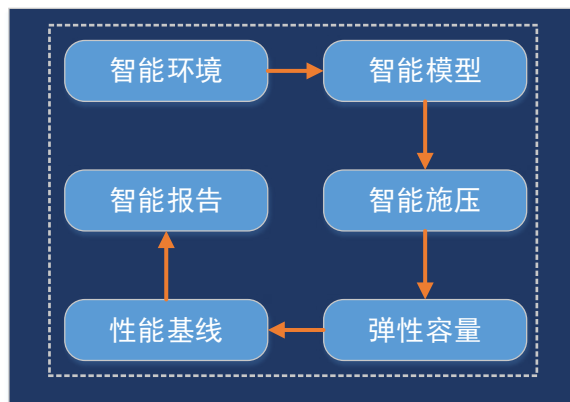 智能环境
智能模型
智能报告
智能施压
性能基线
弹性容量